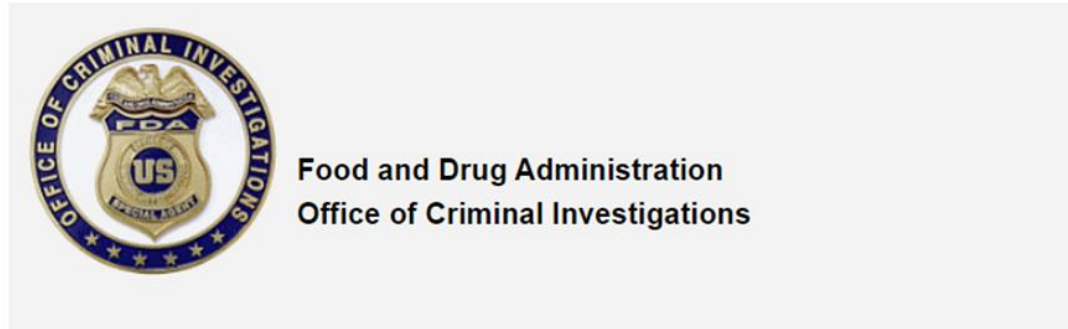 OFFICE OF CRIMINAL INVESTIGATIONS
FDA
US
SPECIAL AGENT
Food and Drug Administration
Office of Criminal Investigations